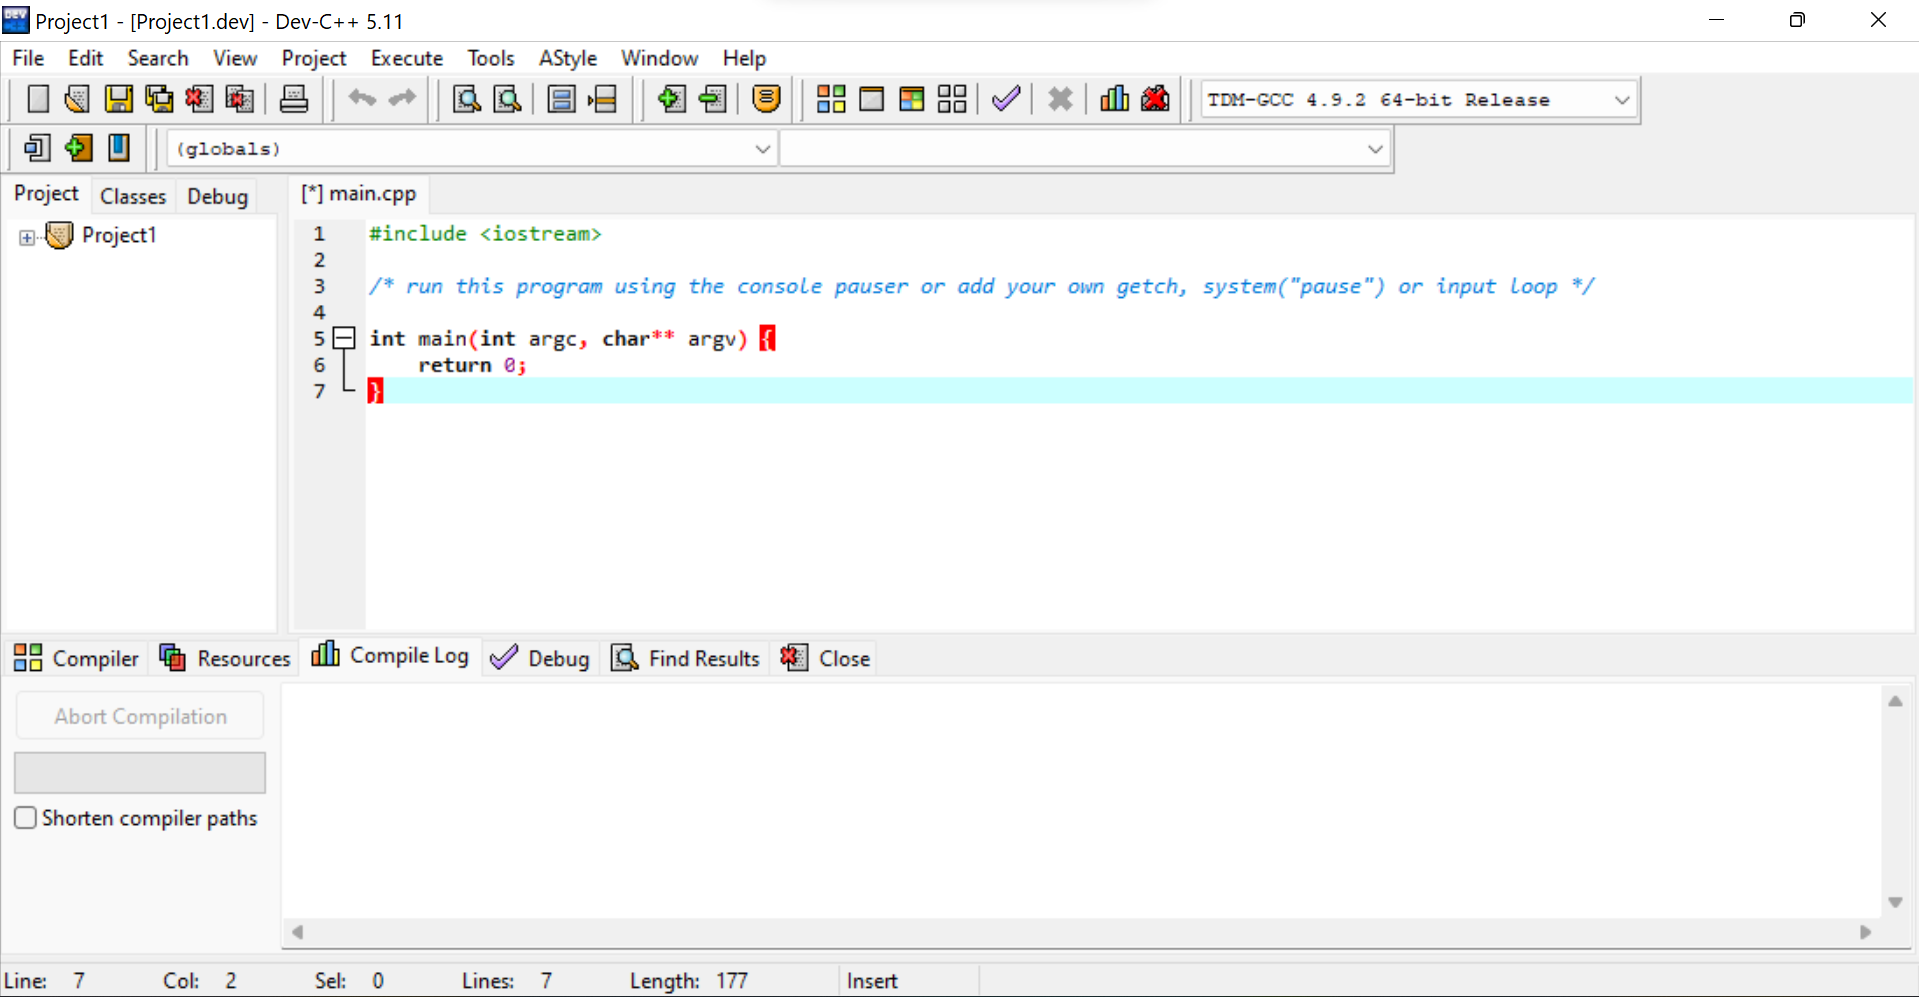 Project1 - [Project1.dev] - Dev-C++ 5.11
File Edit Search View Project Execute Tools AStyle Window Help
TDM-GCC 4.9.2 64-bit Release
(globals)
Project Classes Debug
[*] main.cpp
Project1
1 #include <iostream>
2
3 /* run this program using the console pauser or add your own getch, system("pause") or input loop */
4
5 int main(int argc, char** argv) {
6 return 0;
7 }
Compiler Resources Compile Log Debug Find Results Close
Abort Compilation
Shorten compiler paths
Line: 7 Col: 2 Sel: 0 Lines: 7 Length: 177 Insert